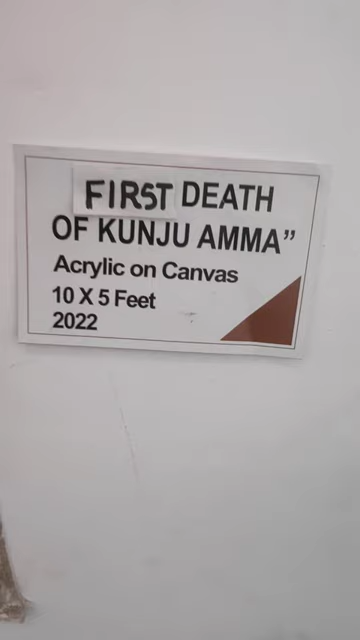 FIRST DEATH
OF KUNJU AMMA”
Acrylic on Canvas
10 X 5 Feet
2022